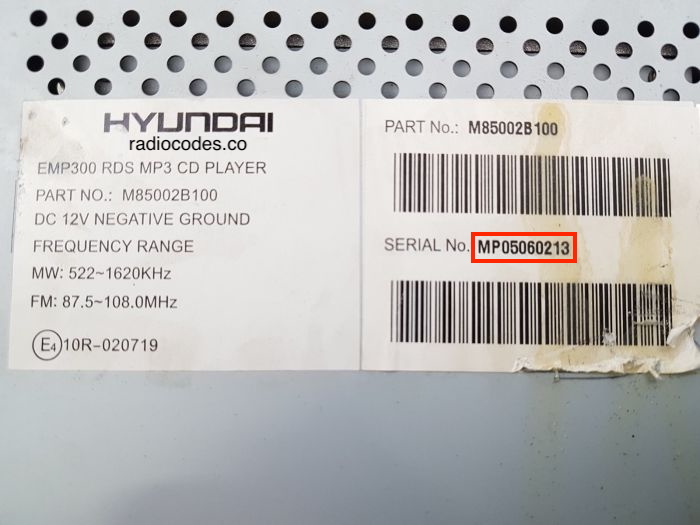 HYUNDAI
radiocodes.co
EMP300 RDS MP3 CD PLAYER
PART NO.: M85002B100
DC 12V NEGATIVE GROUND
FREQUENCY RANGE
MW: 522~1620KHz
FM: 87.5~108.0MHz
E4 10R-020719
PART No.: M85002B100
SERIAL No. MP05060213